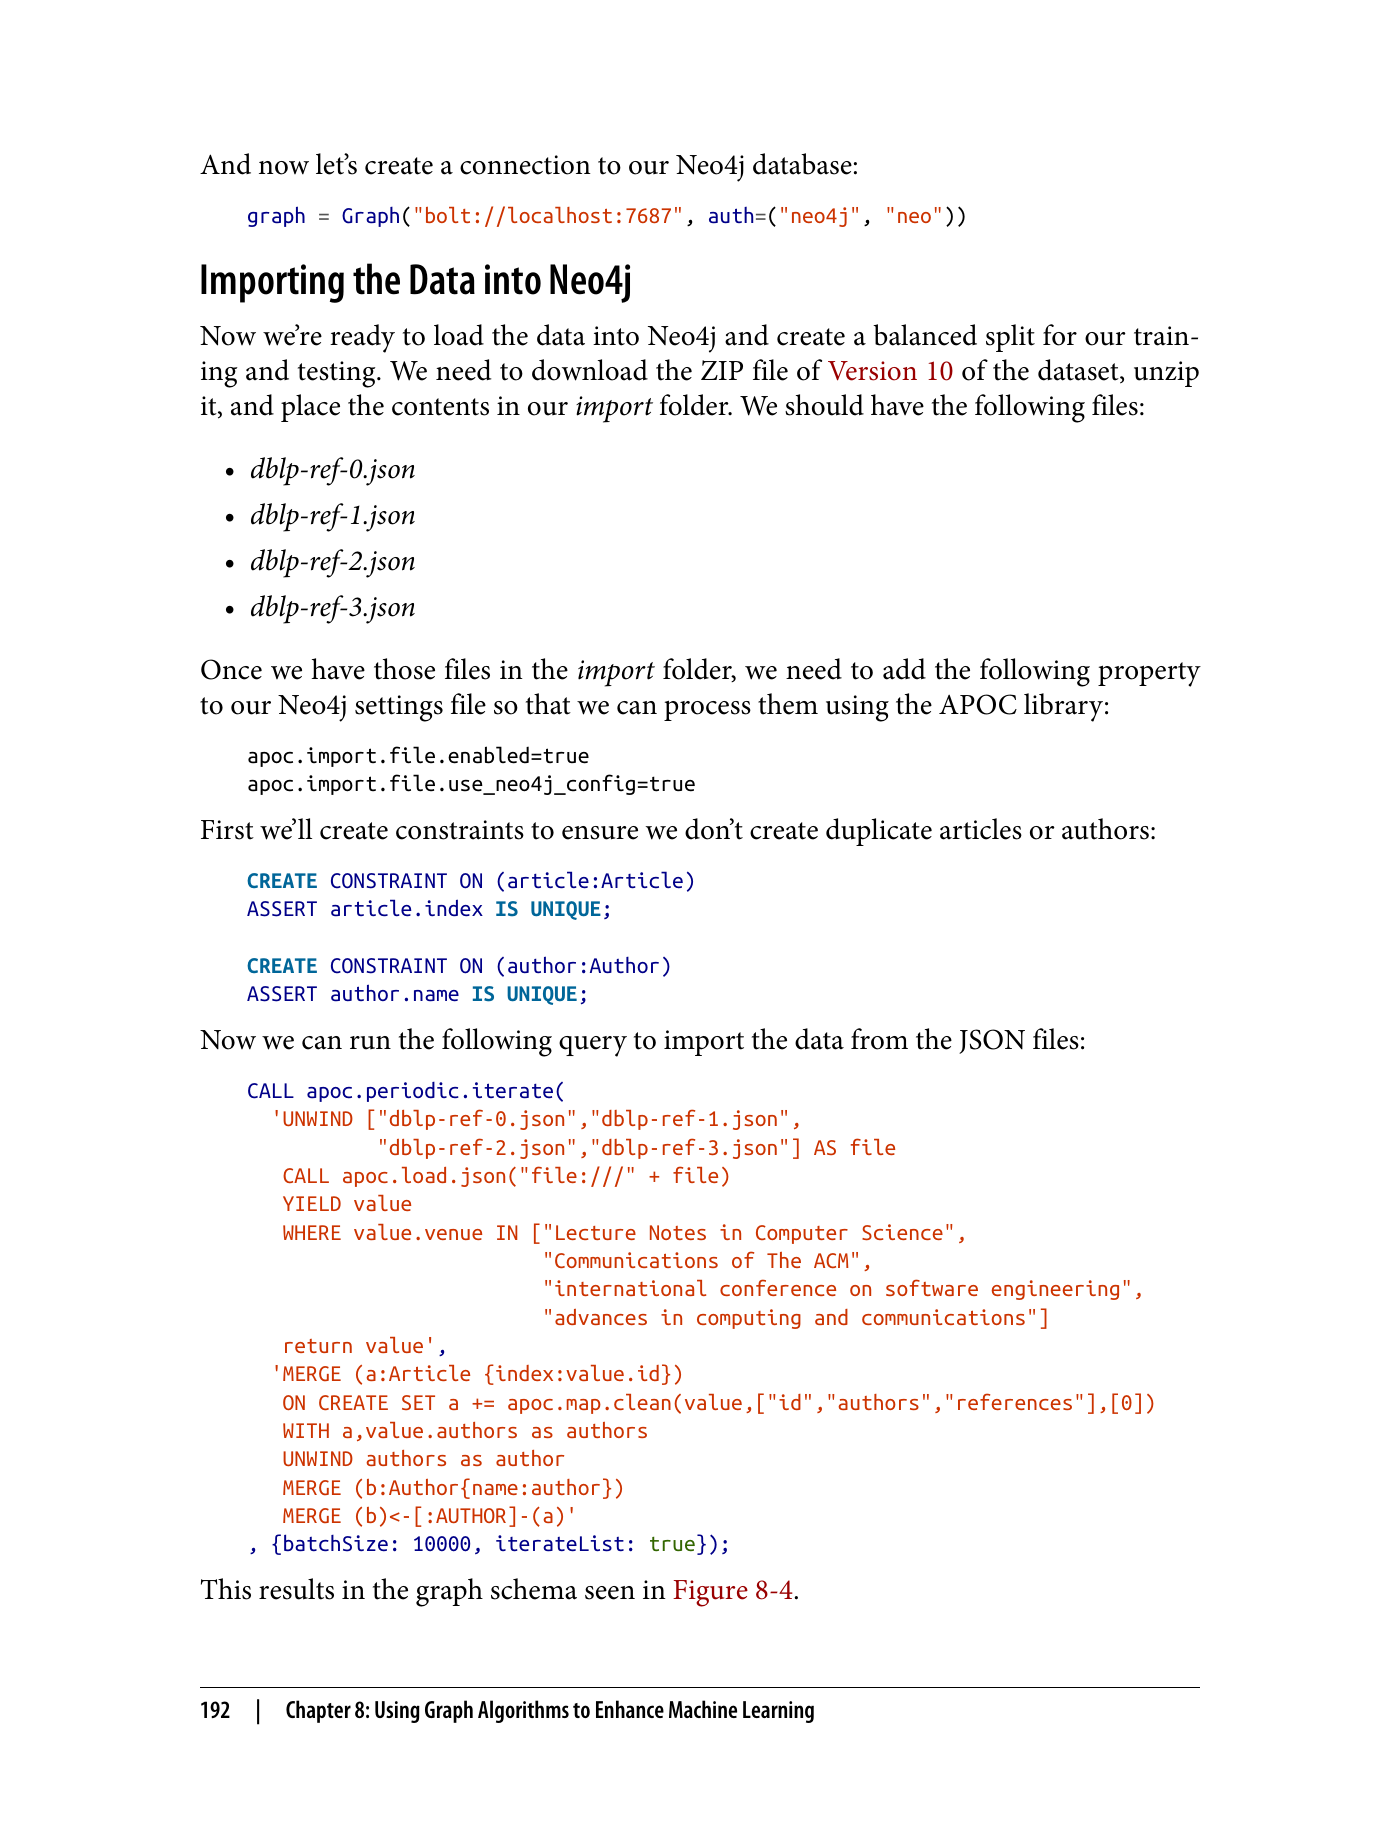 And now let’s create a connection to our Neo4j database:
graph = Graph("bolt://localhost:7687", auth=("neo4j", "neo"))
Importing the Data into Neo4j
Now we’re ready to load the data into Neo4j and create a balanced split for our train-
ing and testing. We need to download the ZIP file of Version 10 of the dataset, unzip
it, and place the contents in our import folder. We should have the following files:
• dblp-ref-0.json
• dblp-ref-1.json
• dblp-ref-2.json
• dblp-ref-3.json
Once we have those files in the import folder, we need to add the following property
to our Neo4j settings file so that we can process them using the APOC library:
apoc.import.file.enabled=true
apoc.import.file.use_neo4j_config=true
First we’ll create constraints to ensure we don’t create duplicate articles or authors:
CREATE CONSTRAINT ON (article:Article)
ASSERT article.index IS UNIQUE;
CREATE CONSTRAINT ON (author:Author)
ASSERT author.name IS UNIQUE;
Now we can run the following query to import the data from the JSON files:
CALL apoc.periodic.iterate(
  'UNWIND ["dblp-ref-0.json","dblp-ref-1.json",
           "dblp-ref-2.json","dblp-ref-3.json"] AS file
   CALL apoc.load.json("file:///" + file)
   YIELD value
   WHERE value.venue IN ["Lecture Notes in Computer Science",
                         "Communications of The ACM",
                         "international conference on software engineering",
                         "advances in computing and communications"]
   return value',
  'MERGE (a:Article {index:value.id})
   ON CREATE SET a += apoc.map.clean(value,["id","authors","references"],[0])
   WITH a,value.authors as authors
   UNWIND authors as author
   MERGE (b:Author{name:author})
   MERGE (b)<-[:AUTHOR]-(a)'
, {batchSize: 10000, iterateList: true});
This results in the graph schema seen in Figure 8-4.
192 | Chapter 8: Using Graph Algorithms to Enhance Machine Learning